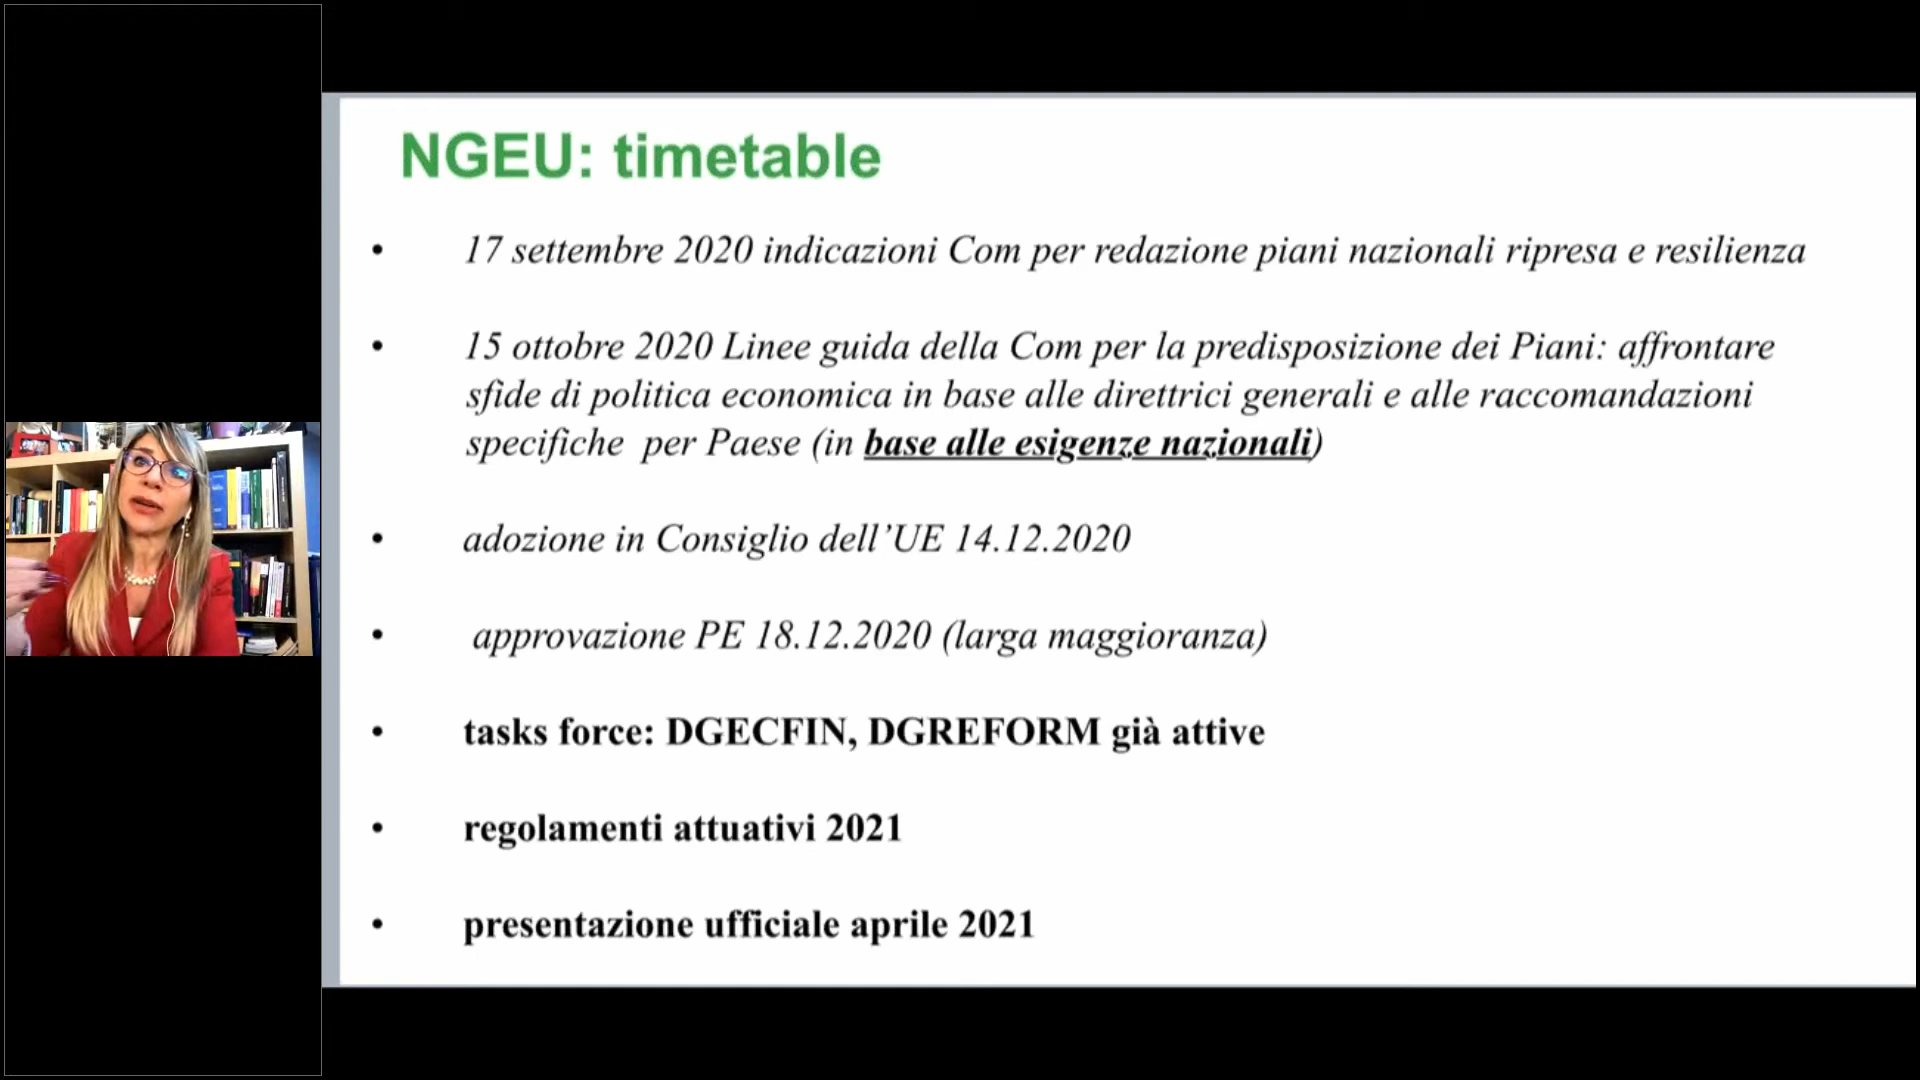 NGEU: timetable
• 17 settembre 2020 indicazioni Com per redazione piani nazionali ripresa e resilienza
• 15 ottobre 2020 Linee guida della Com per la predisposizione dei Piani: affrontare
sfide di politica economica in base alle direttrici generali e alle raccomandazioni
specifiche per Paese (in base alle esigenze nazionali)
• adozione in Consiglio dell’UE 14.12.2020
• approvazione PE 18.12.2020 (larga maggioranza)
• tasks force: DGECFIN, DGREFORM già attive
• regolamenti attuativi 2021
• presentazione ufficiale aprile 2021